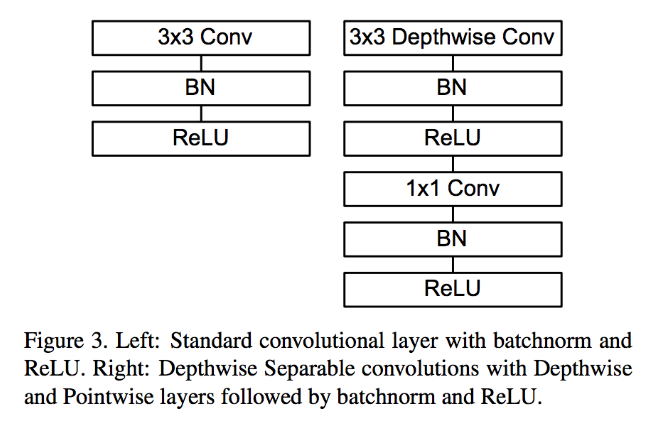 3x3 Conv
BN
ReLU
3x3 Depthwise Conv
BN
ReLU
1x1 Conv
BN
ReLU
Figure 3. Left: Standard convolutional layer with batchnorm and
ReLU. Right: Depthwise Separable convolutions with Depthwise
and Pointwise layers followed by batchnorm and ReLU.